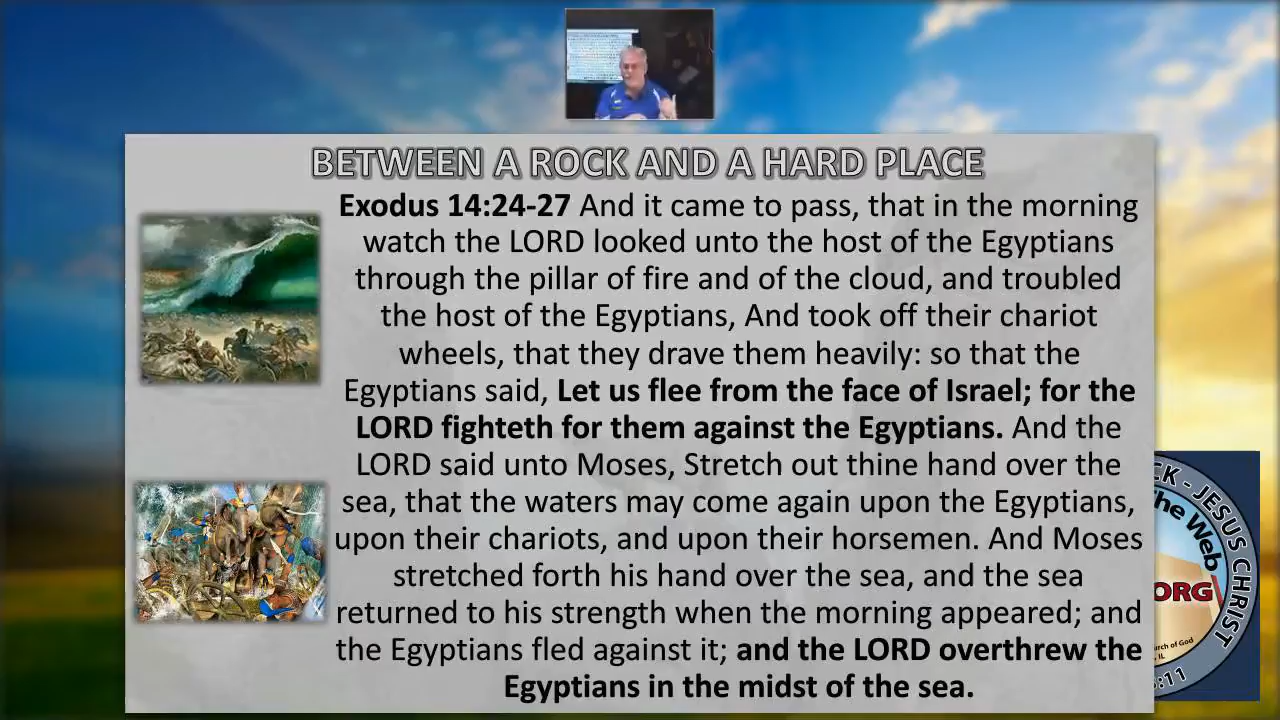 BETWEEN A ROCK AND A HARD PLACE
Exodus 14:24-27 And it came to pass, that in the morning
watch the LORD looked unto the host of the Egyptians
through the pillar of fire and of the cloud, and troubled
the host of the Egyptians, And took off their chariot
wheels, that they drave them heavily: so that the
Egyptians said, Let us flee from the face of Israel; for the
LORD fighteth for them against the Egyptians. And the
LORD said unto Moses, Stretch out thine hand over the
sea, that the waters may come again upon the Egyptians,
upon their chariots, and upon their horsemen. And Moses
stretched forth his hand over the sea, and the sea
returned to his strength when the morning appeared; and
the Egyptians fled against it; and the LORD overthrew the
Egyptians in the midst of the sea.
CK - JESUS CHRIST
the Web
ORG
urch of God
IL
:11